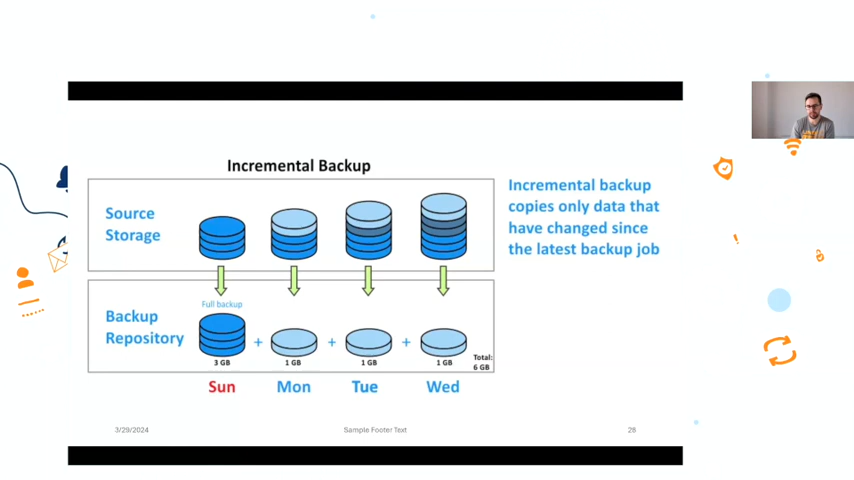 Incremental Backup
Source
Storage
Incremental backup
copies only data that
have changed since
the latest backup job
Full backup
Backup
Repository
+
+
+
3 GB
1 GB
1 GB
1 GB
Total:
6 GB
Sun
Mon
Tue
Wed
3/29/2024
Sample Footer Text
28